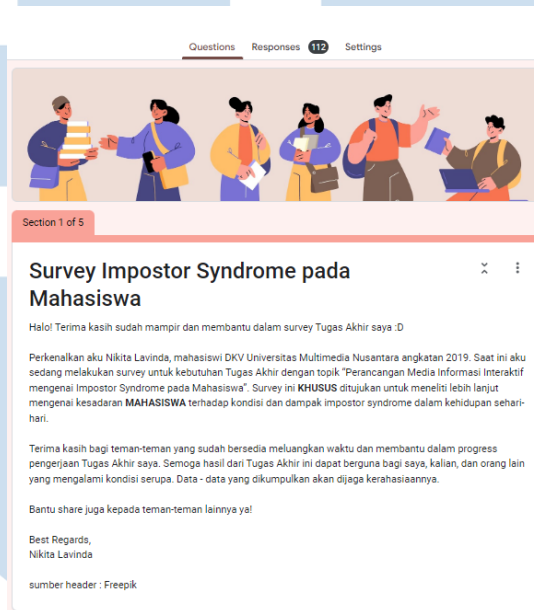 Questions Responses 112 Settings
Section 1 of 5
Survey Impostor Syndrome pada
Mahasiswa
Halo! Terima kasih sudah mampir dan membantu dalam survey Tugas Akhir saya :D
Perkenalkan aku Nikita Lavinda, mahasiswi DKV Universitas Multimedia Nusantara angkatan 2019. Saat ini aku
sedang melakukan survey untuk kebutuhan Tugas Akhir dengan topik “Perancangan Media Informasi Interaktif
mengenai Impostor Syndrome pada Mahasiswa”. Survey ini KHUSUS ditujukan untuk meneliti lebih lanjut
mengenai kesadaran MAHASISWA terhadap kondisi dan dampak impostor syndrome dalam kehidupan sehari-
hari.
Terima kasih bagi teman-teman yang sudah bersedia meluangkan waktu dan membantu dalam progress
pengerjaan Tugas Akhir saya. Semoga hasil dari Tugas Akhir ini dapat berguna bagi saya, kalian, dan orang lain
yang mengalami kondisi serupa. Data - data yang dikumpulkan akan dijaga kerahasiaannya.
Bantu share juga kepada teman-teman lainnya ya!
Best Regards,
Nikita Lavinda
sumber header : Freepik